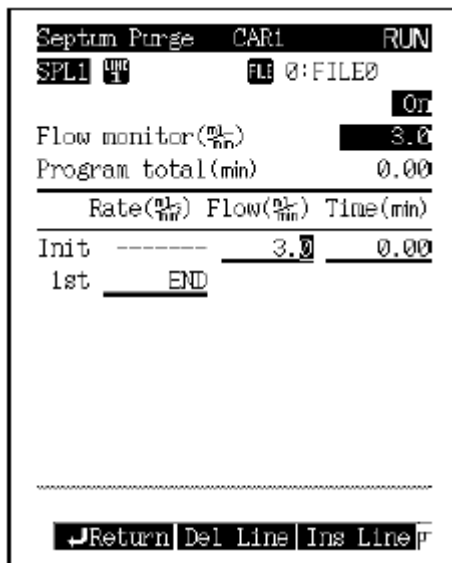 Septum Purge CAR1 RUN
SPL1 LINE 1 FILE 0:FILE0
On
Flow monitor(mL/min) 3.0
Program total(min) 0.00
Rate(mL/min²) Flow(mL/min) Time(min)
Init ------- 3.0 0.00
1st END
↵Return Del Line Ins Line